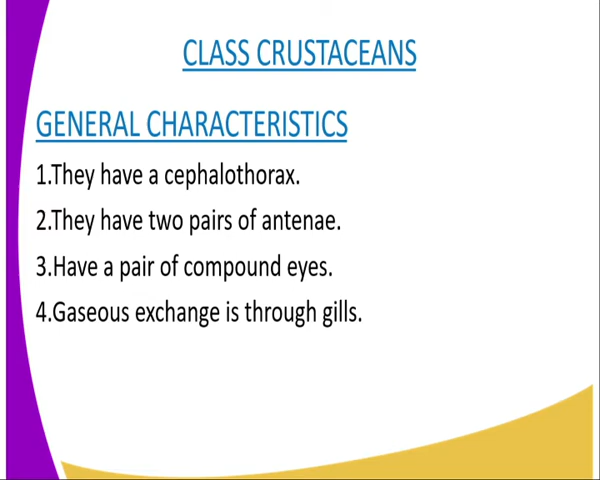 CLASS CRUSTACEANS
GENERAL CHARACTERISTICS
1.They have a cephalothorax.
2.They have two pairs of antenae.
3.Have a pair of compound eyes.
4.Gaseous exchange is through gills.